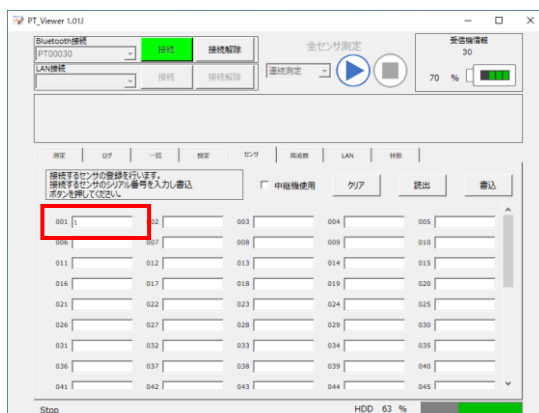 PT_Viewer 1.01J
Bluetooth接続
PT00030
接続
接続解除
LAN接続
接続
接続解除
全センサ測定
連続測定
受信機情報
30
70 %
測定 ログ 一覧 設定 センサ 周波数 LAN 状態
接続するセンサの登録を行います。
接続するセンサのシリアル番号を入力し書込
ボタンを押してください。
中継機使用
クリア
読出
書込
001 1 002 003 004 005
006 007 008 009 010
011 012 013 014 015
016 017 018 019 020
021 022 023 024 025
026 027 028 029 030
031 032 033 034 035
036 037 038 039 040
041 042 043 044 045
Stop
HDD 63 %